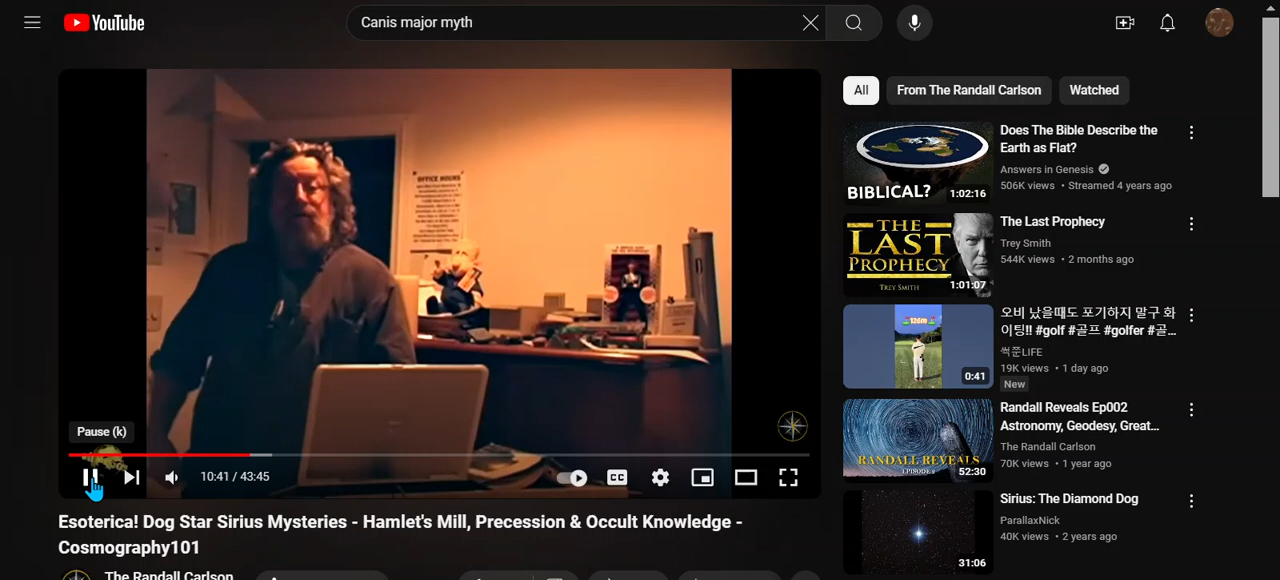 YouTube
Canis major myth
OFFICE HOURS
Pause (k)
10:41 / 43:45
CC
Esoterica! Dog Star Sirius Mysteries - Hamlet's Mill, Precession & Occult Knowledge -
Cosmography101
The Randall Carlson
All
From The Randall Carlson
Watched
BIBLICAL?
1:02:16
Does The Bible Describe the
Earth as Flat?
Answers in Genesis
506K views • Streamed 4 years ago
THE
LAST
PROPHECY
TREY SMITH
1:01:07
The Last Prophecy
Trey Smith
544K views • 2 months ago
126m
0:41
오비 났을때도 포기하지 말구 화
이팅!! #golf #골프 #golfer #골...
썩쭌LIFE
19K views • 1 day ago
New
RANDALL REVEALS
52:30
Randall Reveals Ep002
Astronomy, Geodesy, Great...
The Randall Carlson
70K views • 1 year ago
31:06
Sirius: The Diamond Dog
ParallaxNick
40K views • 2 years ago